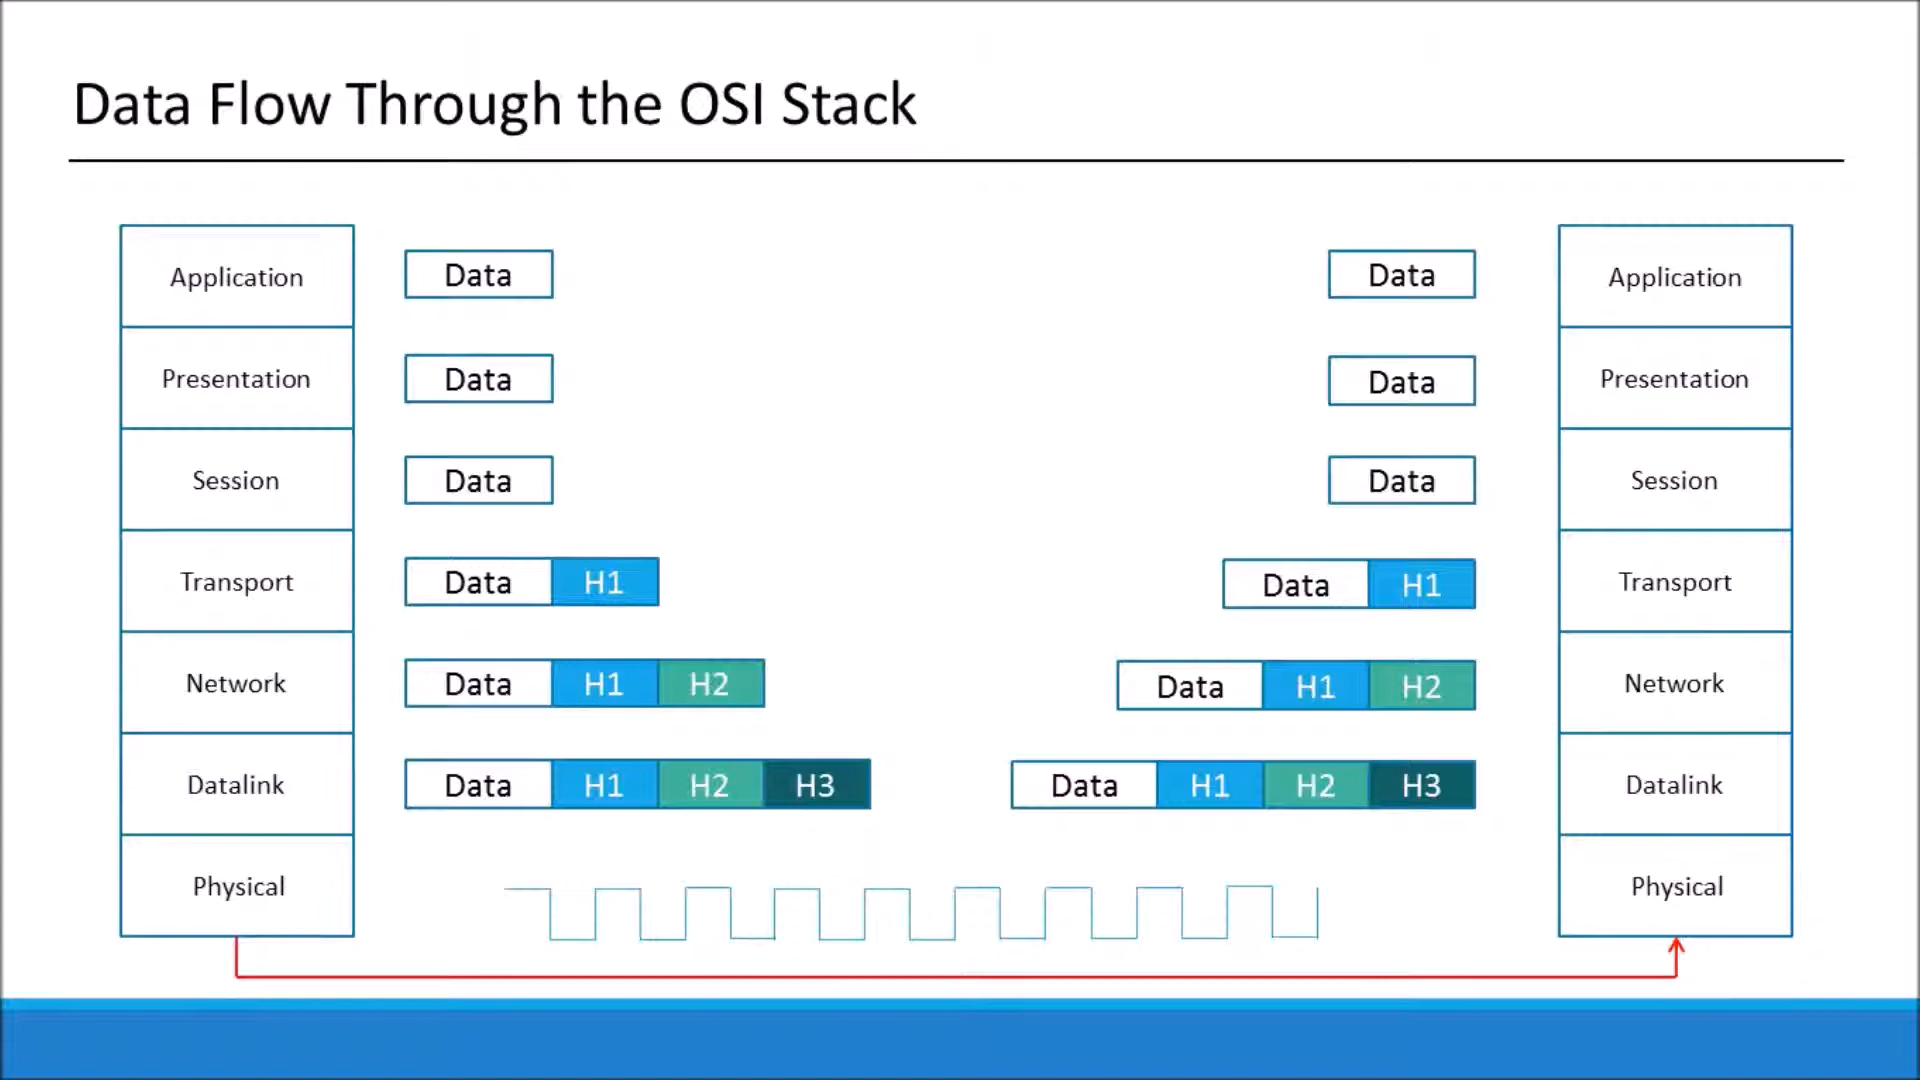 Data Flow Through the OSI Stack
Application Data Data Application
Presentation Data Data Presentation
Session Data Data Session
Transport Data H1 Data H1 Transport
Network Data H1 H2 Data H1 H2 Network
Datalink Data H1 H2 H3 Data H1 H2 H3 Datalink
Physical Physical